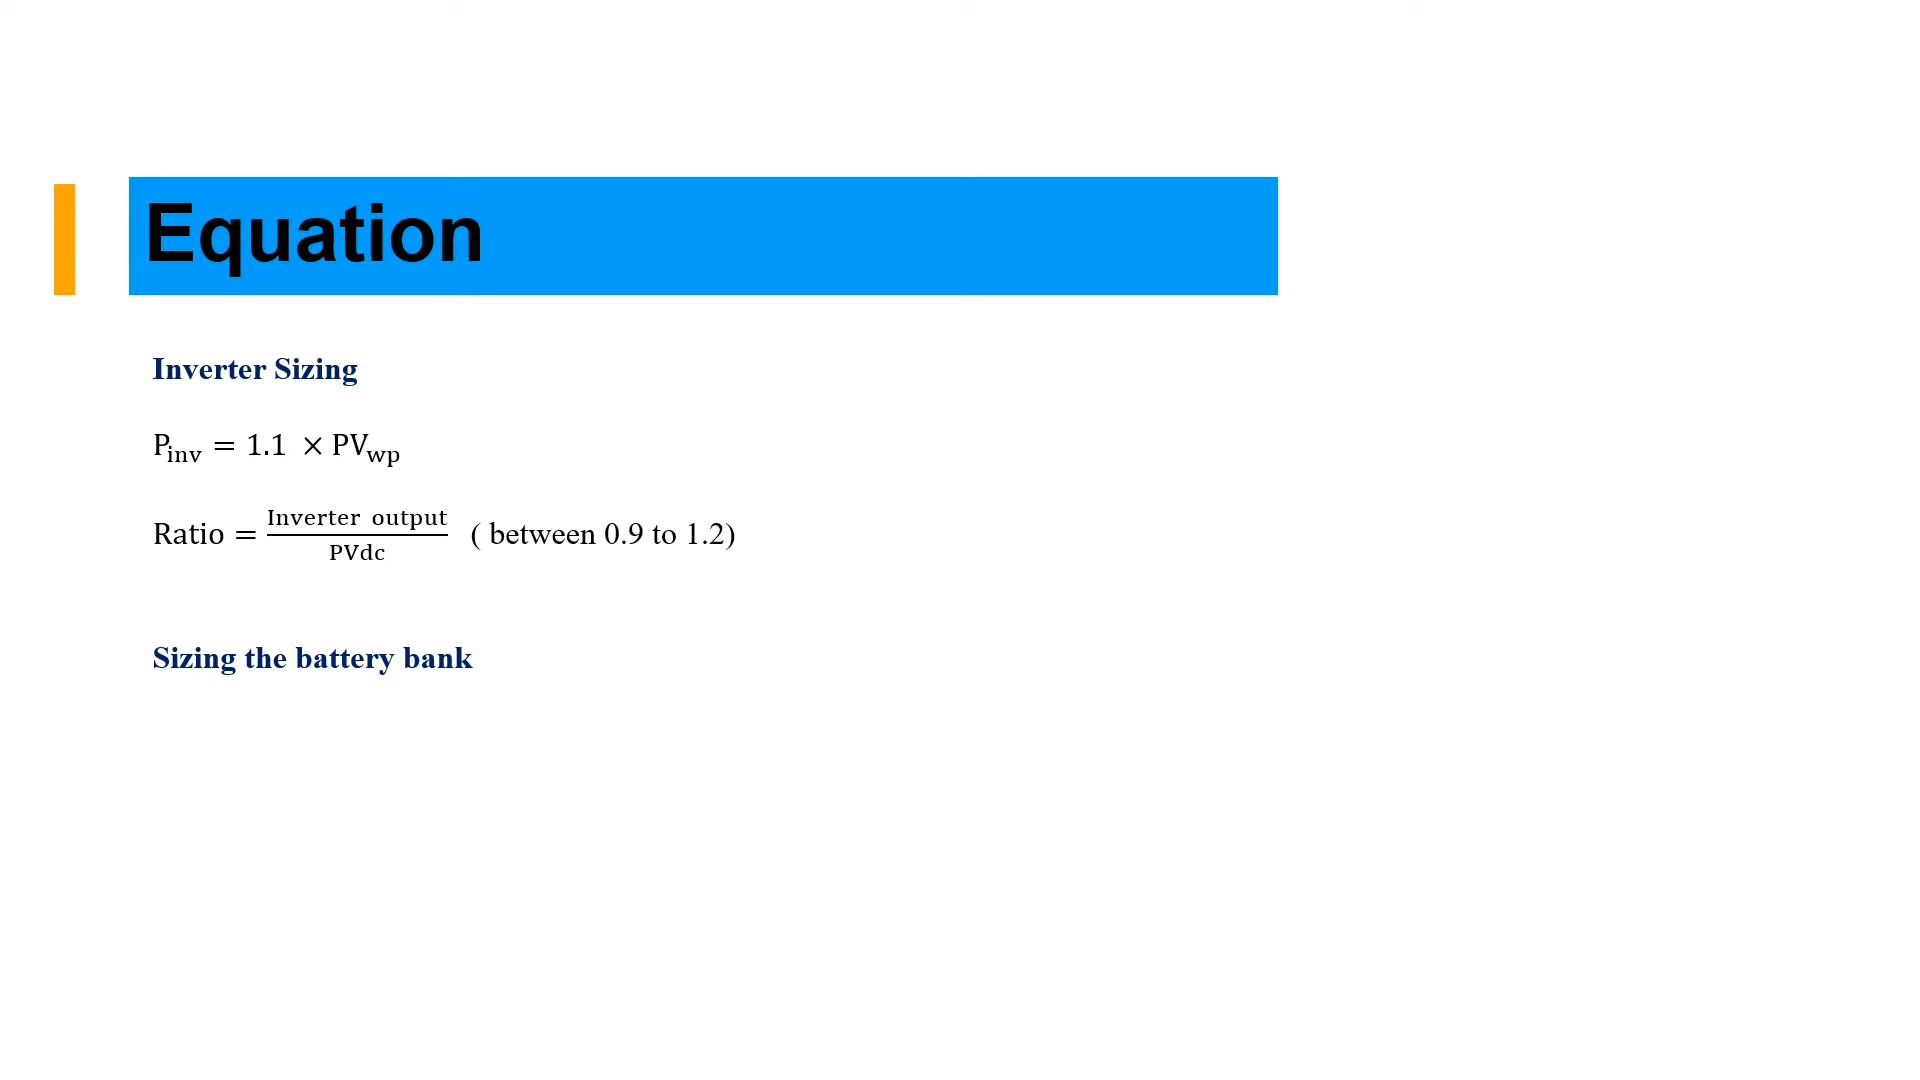 Equation
Inverter Sizing
P_inv = 1.1 × PV_wp
Ratio = Inverter output / PVdc ( between 0.9 to 1.2)
Sizing the battery bank